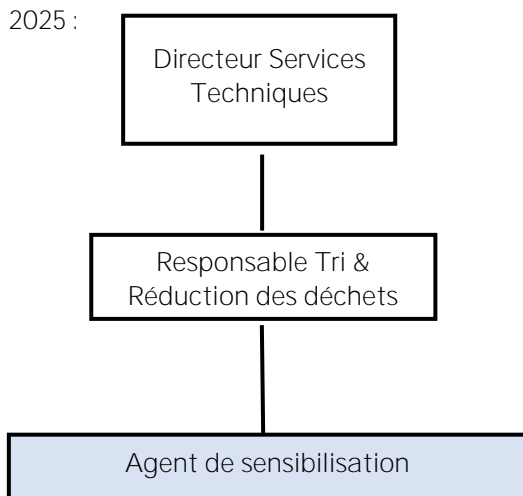 2025 :
Directeur Services
Techniques
Responsable Tri &
Réduction des déchets
Agent de sensibilisation